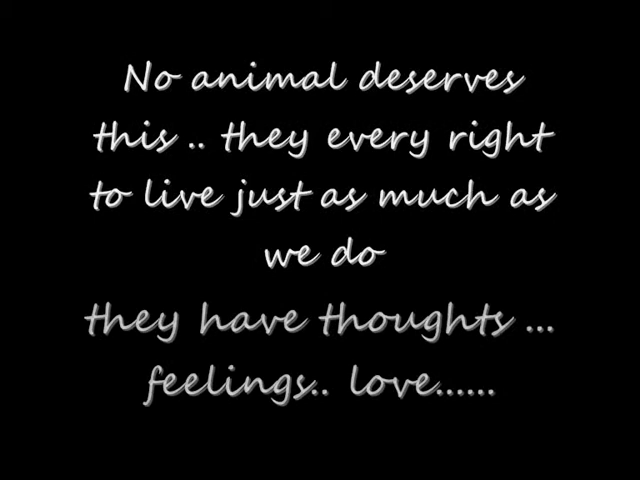 No animal deserves
this .. they every right
to live just as much as
we do
they have thoughts ...
feelings.. love......